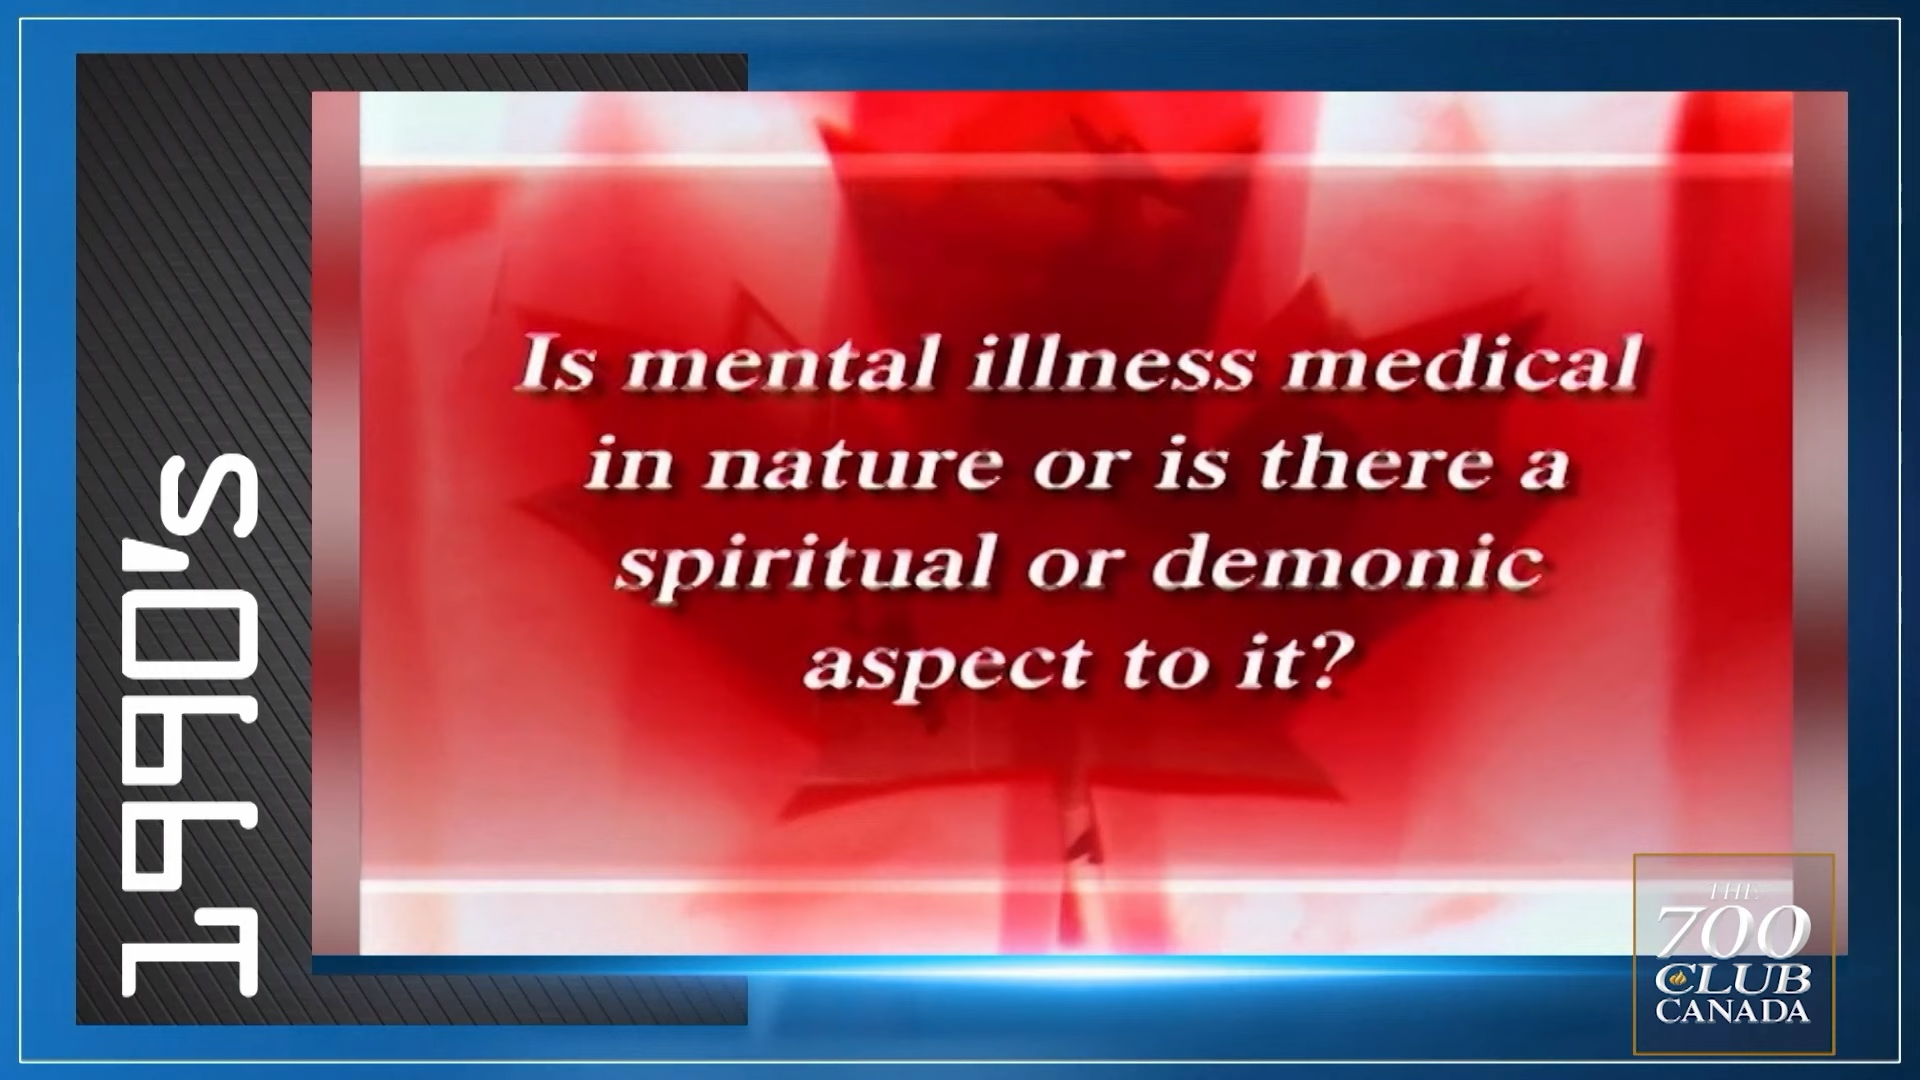 1990's
Is mental illness medical
in nature or is there a
spiritual or demonic
aspect to it?
THE
700
CLUB
CANADA